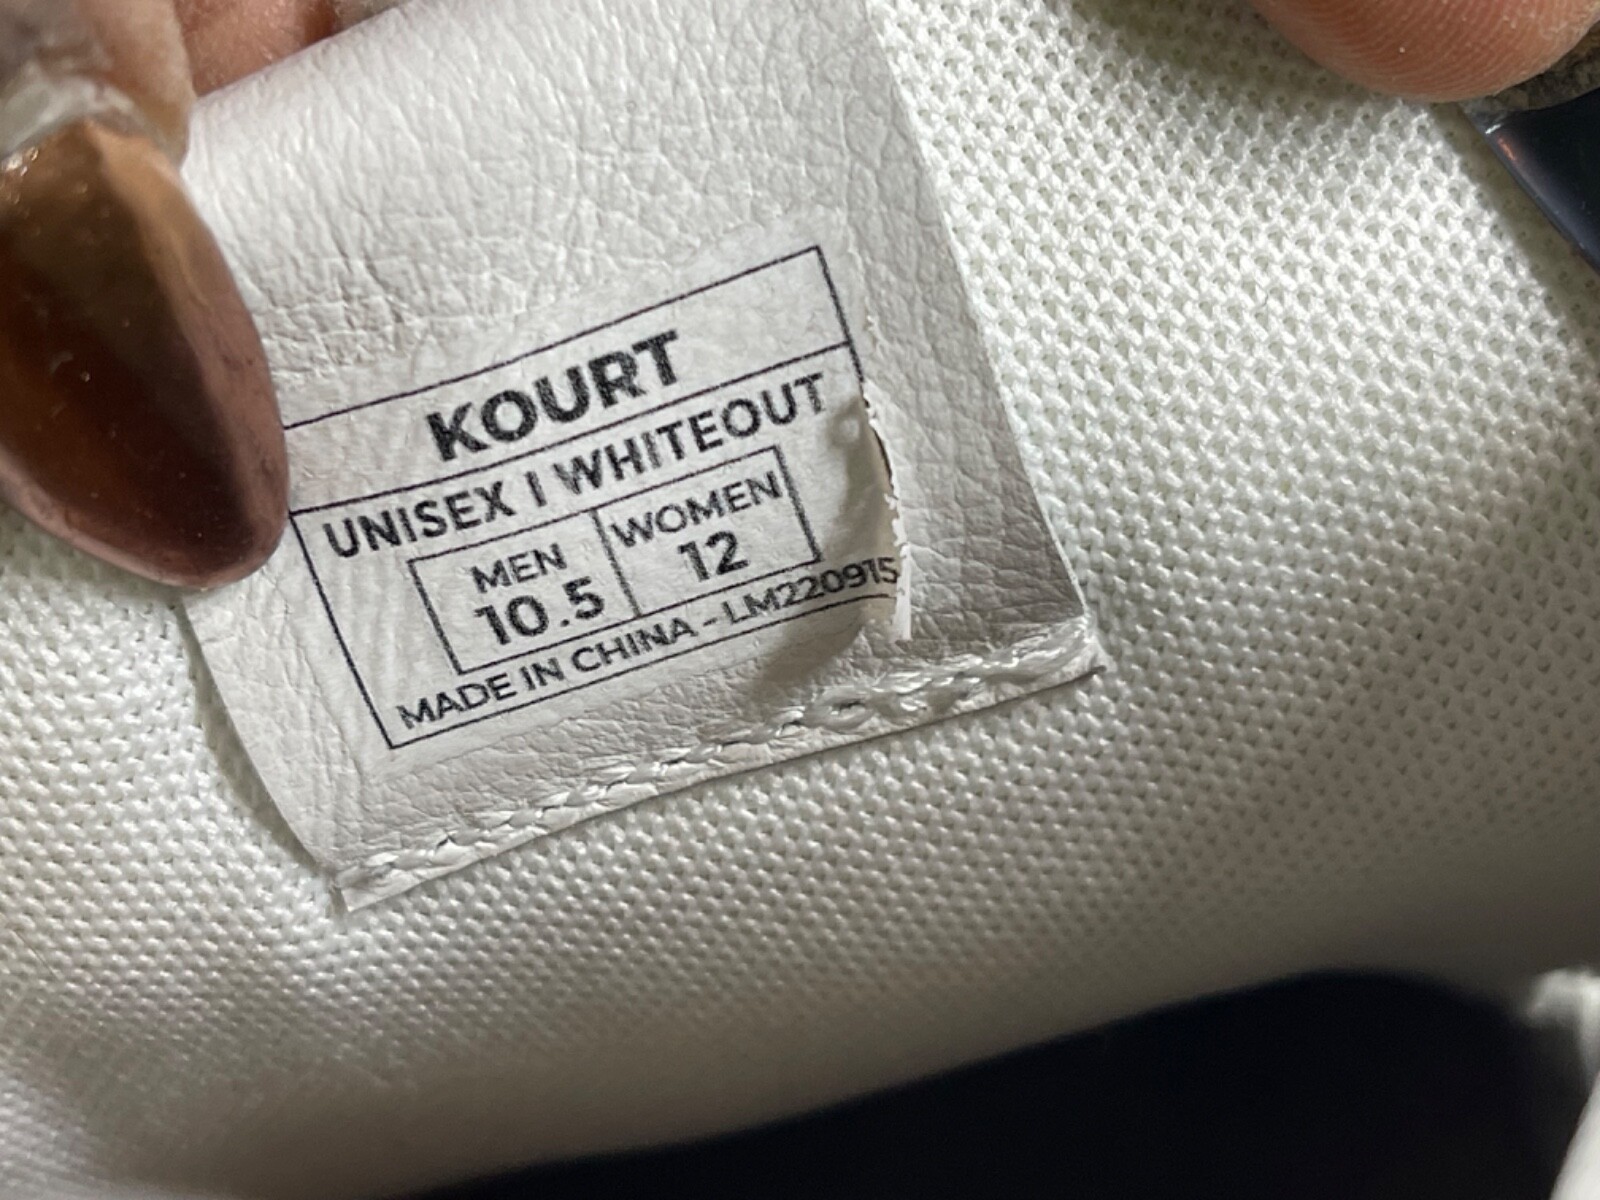 KOURT
UNISEX | WHITEOUT
MEN WOMEN
10.5 12
MADE IN CHINA - LM220915